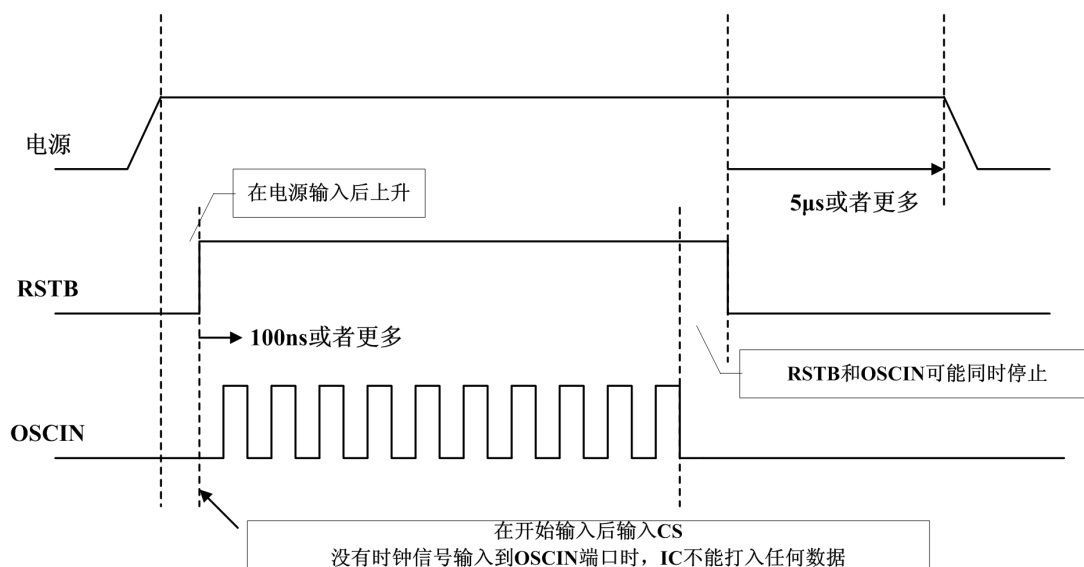 电源
在电源输入后上升
5μs或者更多
RSTB
100ns或者更多
RSTB和OSCIN可能同时停止
OSCIN
在开始输入后输入CS
没有时钟信号输入到OSCIN端口时，IC不能打入任何数据